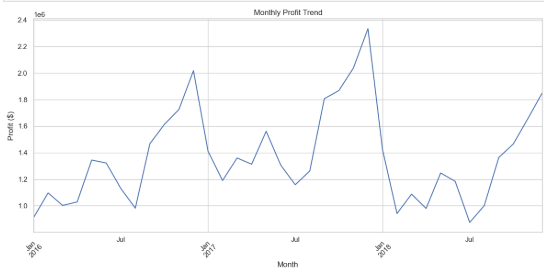 Monthly Profit Trend
1e6
2.4
2.2
2.0
1.8
1.6
1.4
1.2
1.0
Profit ($)
Jan
2016
Jul
Jan
2017
Jul
Jan
2018
Jul
Month